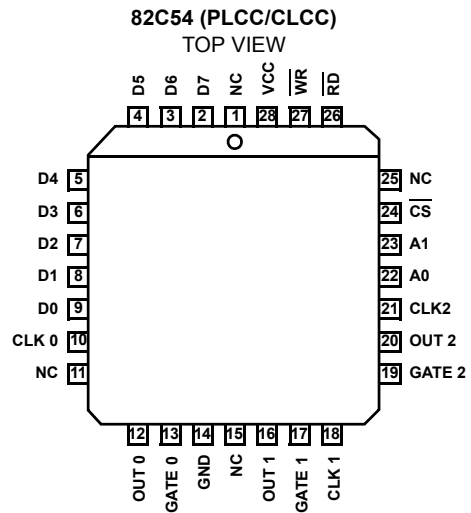 82C54 (PLCC/CLCC)
TOP VIEW
D5
D6
D7
NC
VCC
WR
RD
4
3
2
1
28
27
26
D4 5
D3 6
D2 7
D1 8
D0 9
CLK 0 10
NC 11
25 NC
24 CS
23 A1
22 A0
21 CLK2
20 OUT 2
19 GATE 2
12
13
14
15
16
17
18
OUT 0
GATE 0
GND
NC
OUT 1
GATE 1
CLK 1